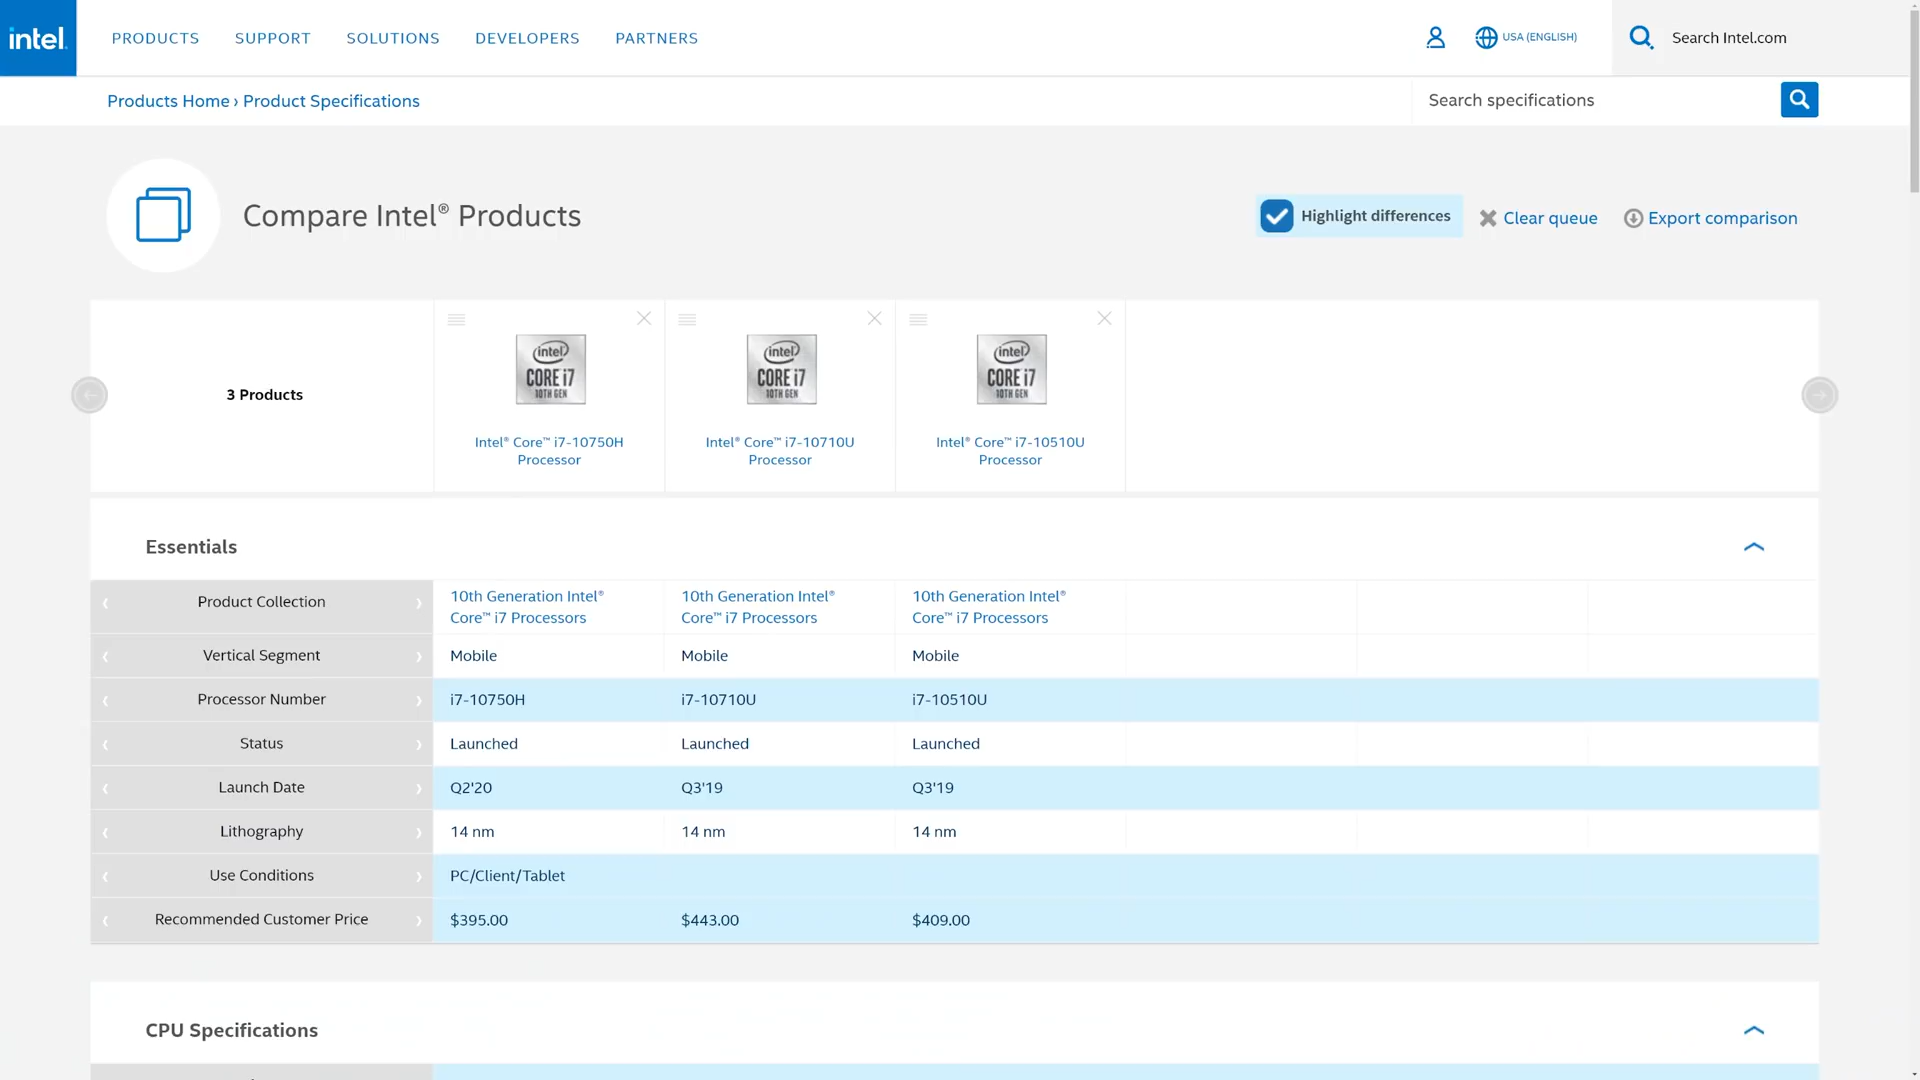 intel.
PRODUCTS SUPPORT SOLUTIONS DEVELOPERS PARTNERS
USA (ENGLISH)
Search Intel.com
Products Home › Product Specifications
Search specifications
Compare Intel® Products
Highlight differences
Clear queue
Export comparison
3 Products
intel
CORE i7
10TH GEN
Intel® Core™ i7-10750H
Processor
intel
CORE i7
10TH GEN
Intel® Core™ i7-10710U
Processor
intel
CORE i7
10TH GEN
Intel® Core™ i7-10510U
Processor
Essentials
Product Collection
10th Generation Intel®
Core™ i7 Processors
10th Generation Intel®
Core™ i7 Processors
10th Generation Intel®
Core™ i7 Processors
Vertical Segment Mobile Mobile Mobile
Processor Number i7-10750H i7-10710U i7-10510U
Status Launched Launched Launched
Launch Date Q2'20 Q3'19 Q3'19
Lithography 14 nm 14 nm 14 nm
Use Conditions PC/Client/Tablet
Recommended Customer Price $395.00 $443.00 $409.00
CPU Specifications